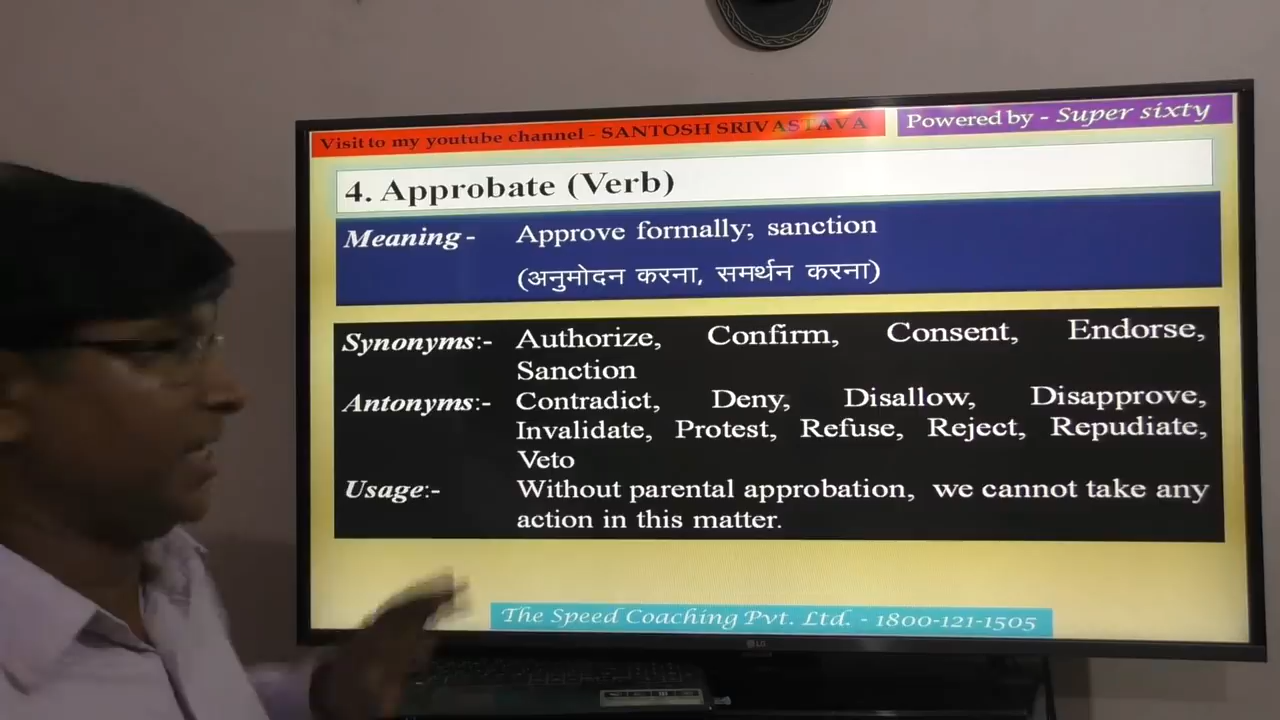 Visit to my youtube channel - SANTOSH SRIVASTAVA
Powered by - Super sixty
4. Approbate (Verb)
Meaning - Approve formally; sanction
(अनुमोदन करना, समर्थन करना)
Synonyms:- Authorize, Confirm, Consent, Endorse,
Sanction
Antonyms:- Contradict, Deny, Disallow, Disapprove,
Invalidate, Protest, Refuse, Reject, Repudiate,
Veto
Usage:- Without parental approbation, we cannot take any
action in this matter.
The Speed Coaching Pvt. Ltd. - 1800-121-1505
LG